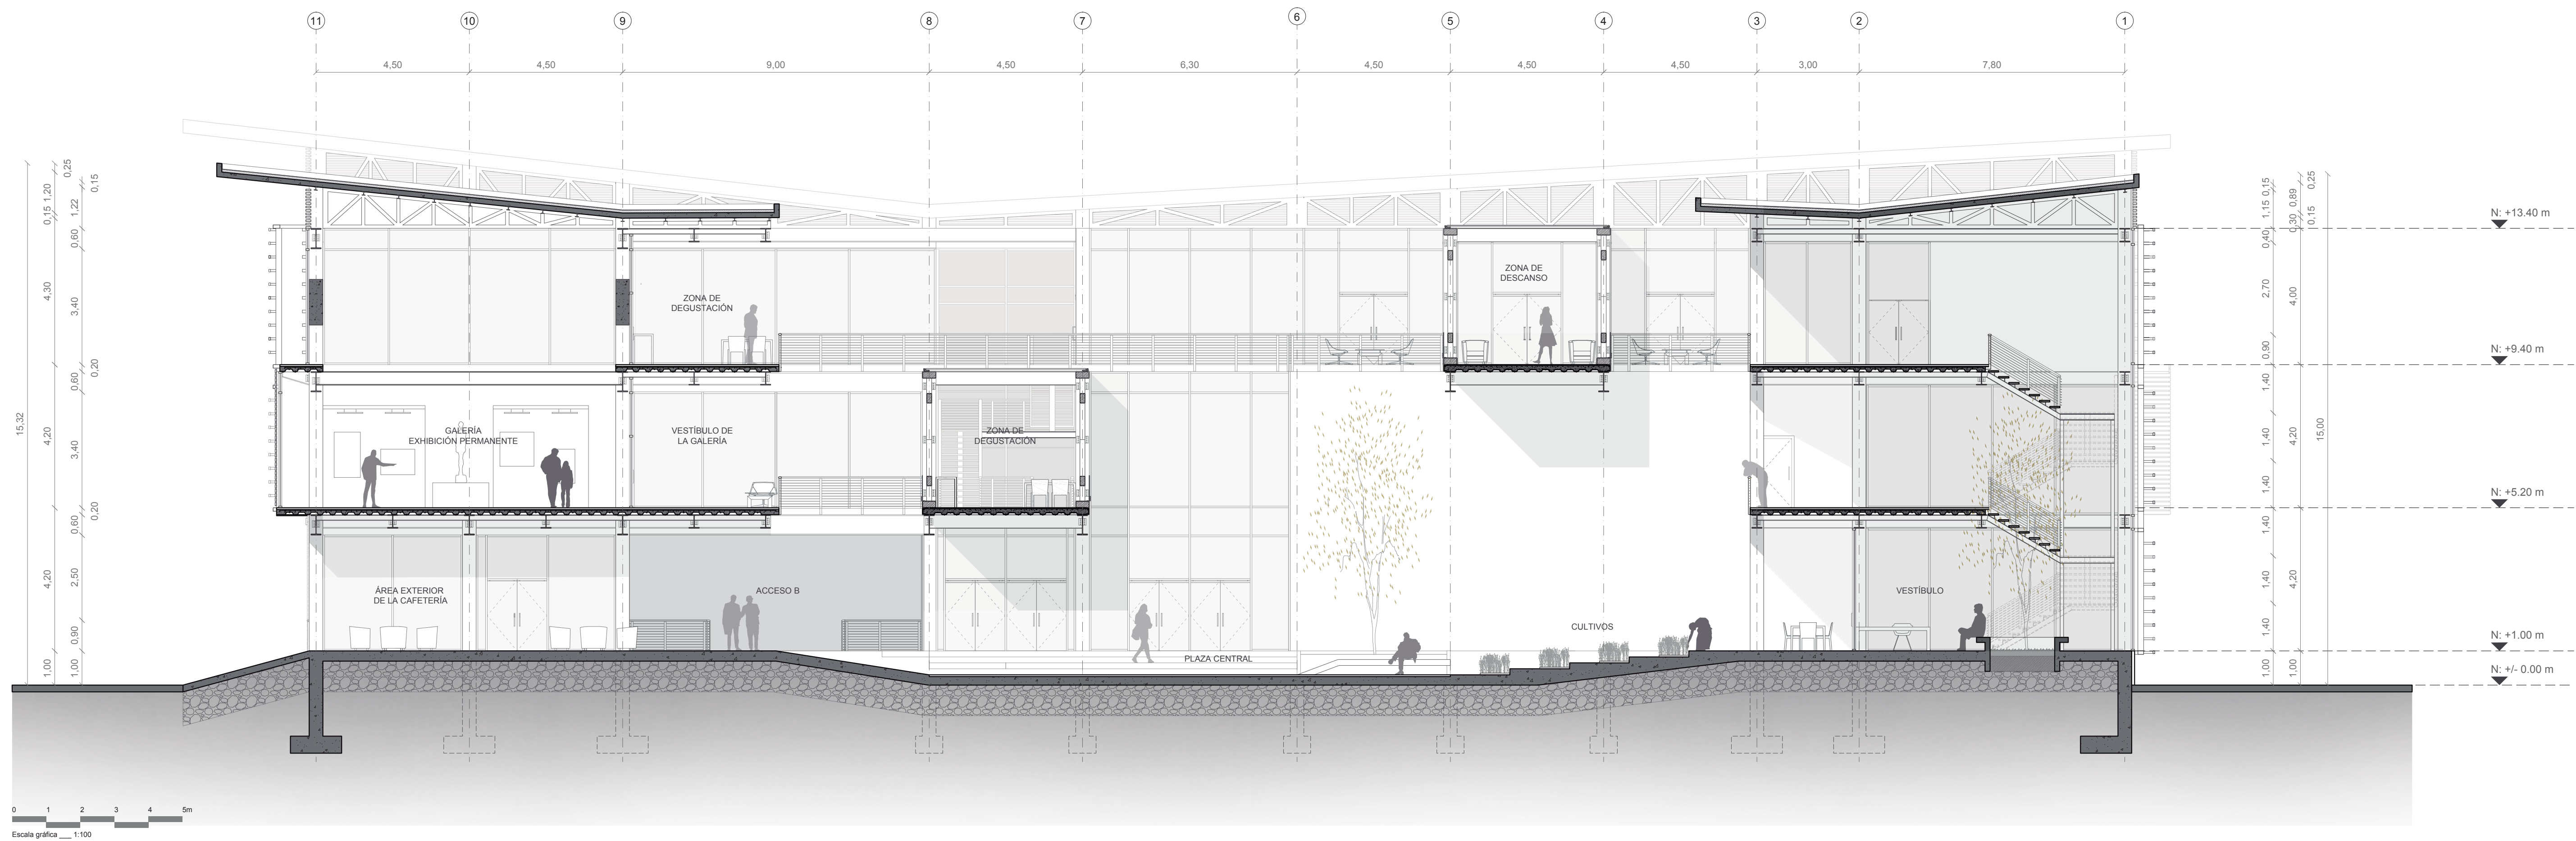 11 10 9 8 7 6 5 4 3 2 1
4,50 4,50 9,00 4,50 6,30 4,50 4,50 4,50 3,00 7,80
15,32
0,25
1,20
0,15
4,30
4,20
4,20
1,00
0,15
1,22
0,60
3,40
0,20
0,60
3,40
0,20
0,60
2,50
0,90
1,00
ZONA DE
DEGUSTACIÓN
ZONA DE
DESCANSO
GALERÍA
EXHIBICIÓN PERMANENTE
VESTÍBULO DE
LA GALERÍA
ZONA DE
DEGUSTACIÓN
ÁREA EXTERIOR
DE LA CAFETERÍA
ACCESO B
PLAZA CENTRAL
CULTIVOS
VESTÍBULO
0,15
1,15
0,40
2,70
0,90
1,40
1,40
1,40
1,40
1,40
1,40
1,00
0,25
0,89
0,30
0,15
4,00
4,20
4,20
1,00
15,00
N: +13.40 m
N: +9.40 m
N: +5.20 m
N: +1.00 m
N: +/- 0.00 m
0 1 2 3 4 5m
Escala gráfica ___ 1:100